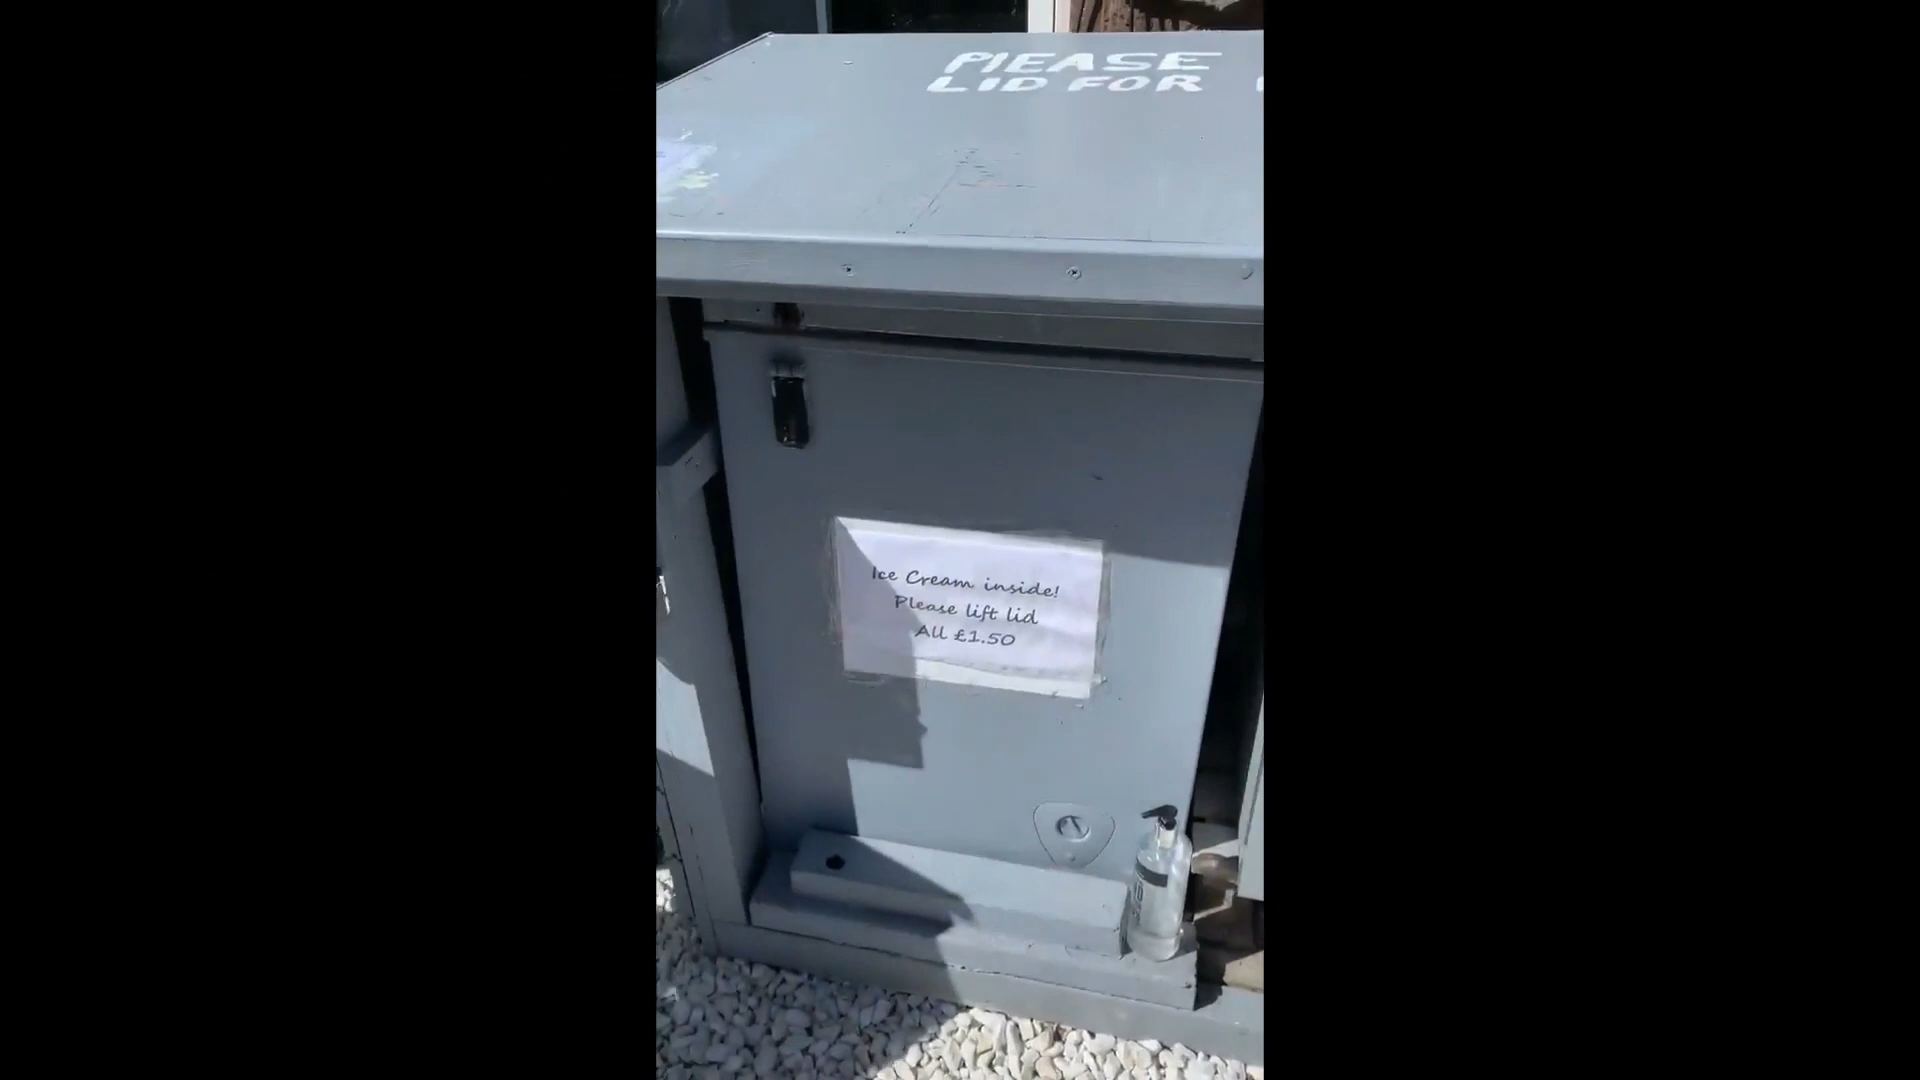 PlEASE
LID FOR
Ice Cream inside!
Please lift lid
All £1.50